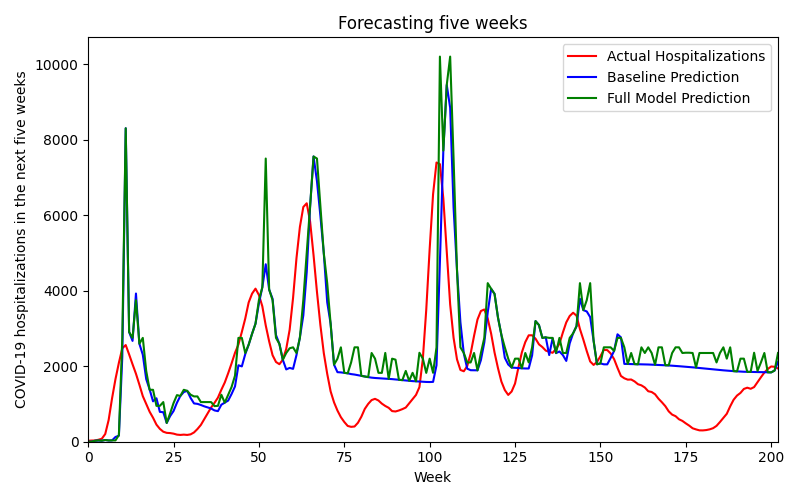 Forecasting five weeks
Actual Hospitalizations
Baseline Prediction
Full Model Prediction
COVID-19 hospitalizations in the next five weeks
10000
8000
6000
4000
2000
0
0
25
50
75
100
125
150
175
200
Week